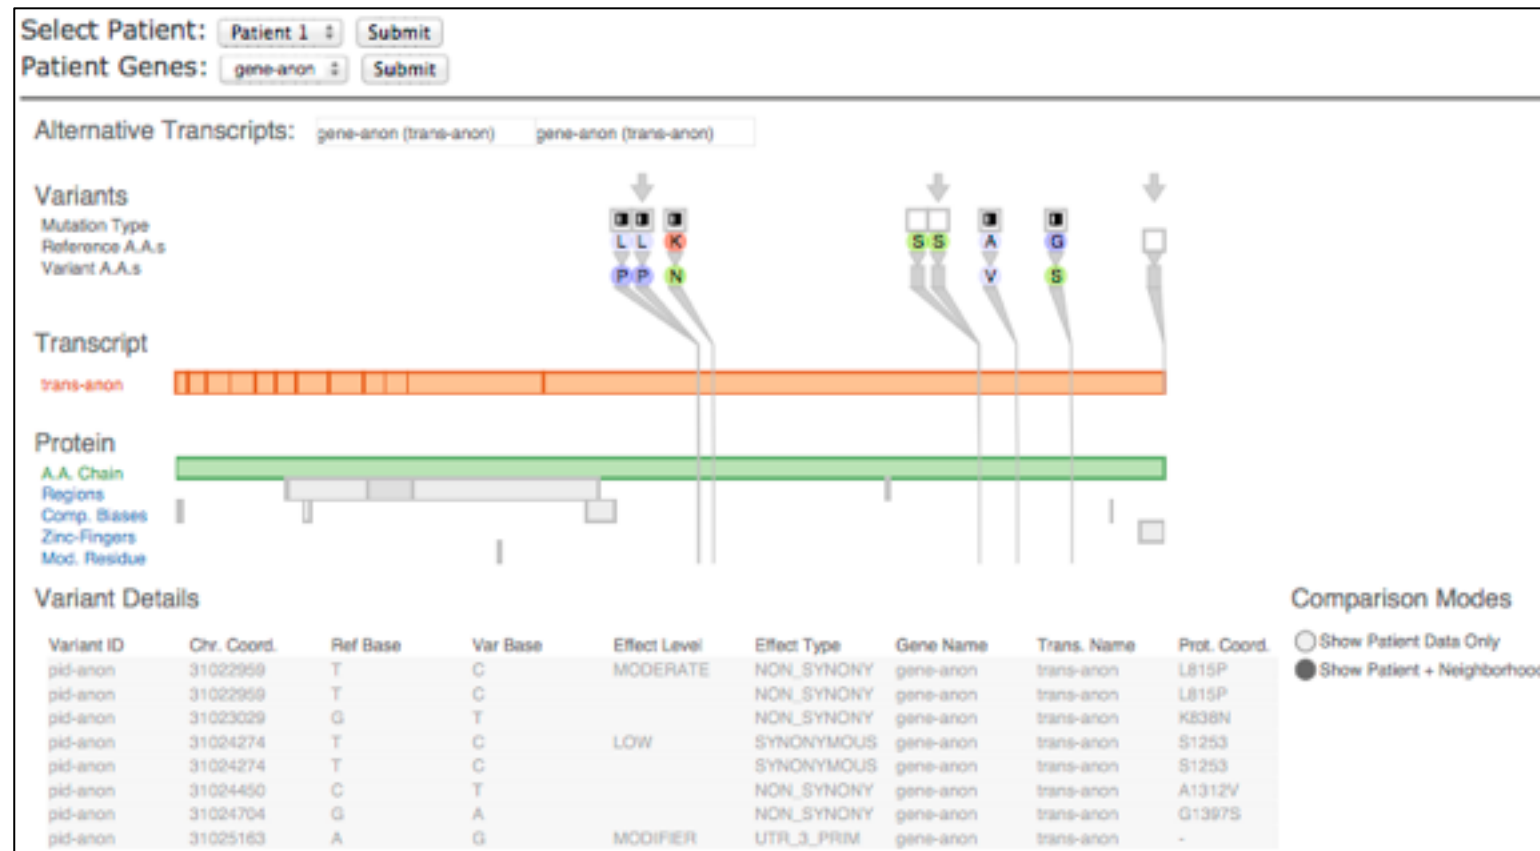 Select Patient: Patient 1 Submit
Patient Genes: gene-anon Submit
Alternative Transcripts: gene-anon (trans-anon) gene-anon (trans-anon)
Variants
Mutation Type
Reference A.A.s L L K S S A G
Variant A.A.s P P N V S
Transcript
trans-anon
Protein
A.A. Chain
Regions
Comp. Biases
Zinc-Fingers
Mod. Residue
Variant Details
Comparison Modes
Show Patient Data Only
Show Patient + Neighborhood
Variant ID Chr. Coord. Ref Base Var Base Effect Level Effect Type Gene Name Trans. Name Prot. Coord.
pid-anon 31022959 T C MODERATE NON_SYNONY gene-anon trans-anon L815P
pid-anon 31022959 T C NON_SYNONY gene-anon trans-anon L815P
pid-anon 31023029 G T NON_SYNONY gene-anon trans-anon K838N
pid-anon 31024274 T C LOW SYNONYMOUS gene-anon trans-anon S1253
pid-anon 31024274 T C SYNONYMOUS gene-anon trans-anon S1253
pid-anon 31024450 C T NON_SYNONY gene-anon trans-anon A1312V
pid-anon 31024704 G A NON_SYNONY gene-anon trans-anon G1397S
pid-anon 31025163 A G MODIFIER UTR_3_PRIM gene-anon trans-anon -